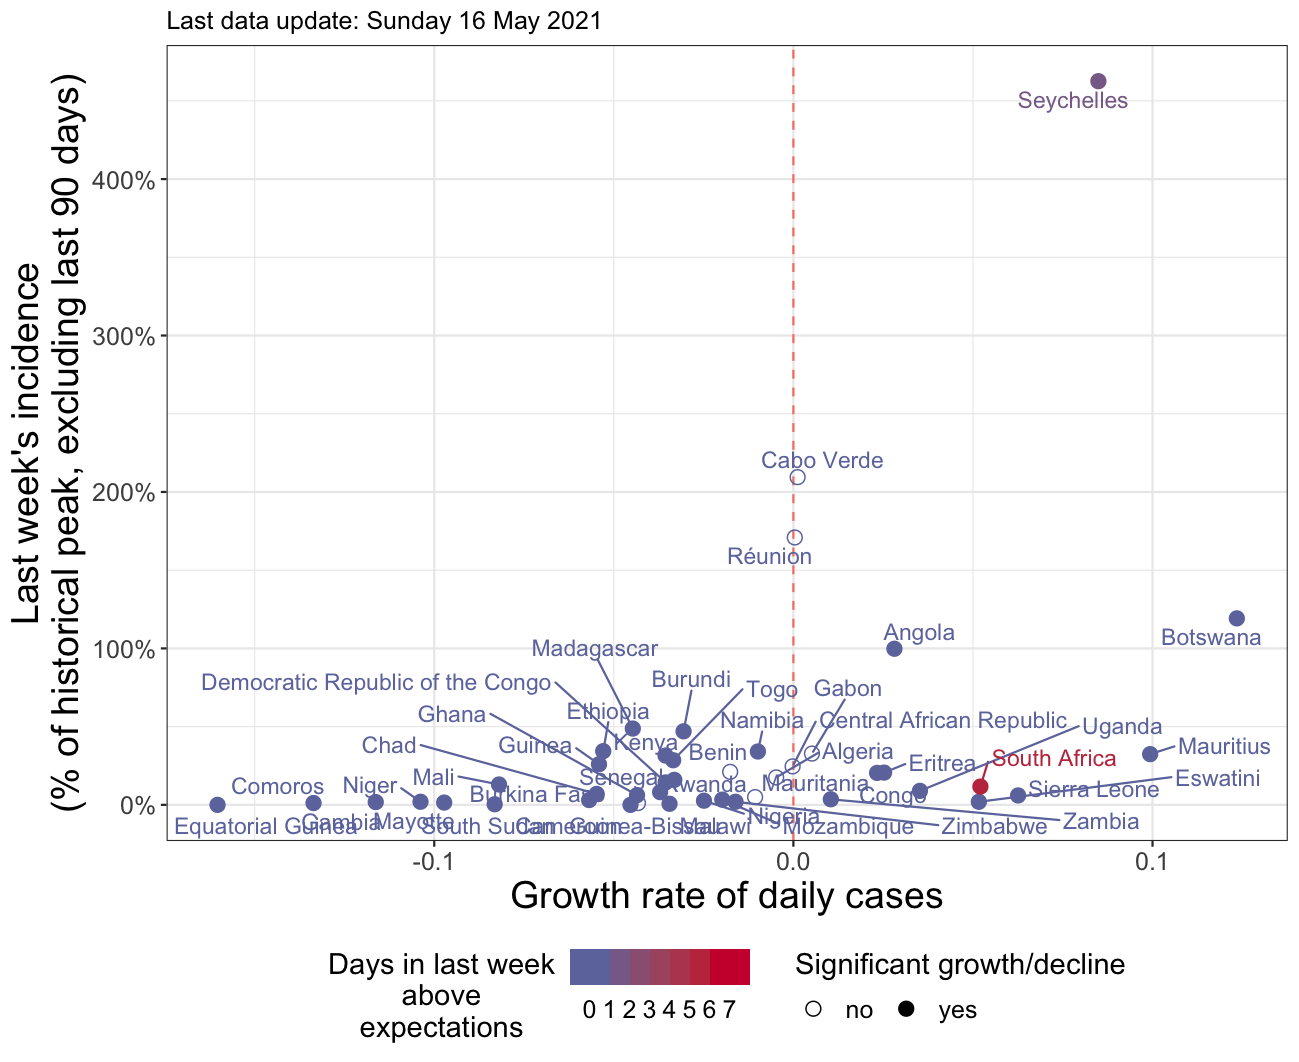 Last data update: Sunday 16 May 2021
Last week's incidence
(% of historical peak, excluding last 90 days)
400%
300%
200%
100%
0%
Seychelles
Cabo Verde
Réunion
Angola
Botswana
Madagascar
Democratic Republic of the Congo
Burundi
Togo
Gabon
Ghana
Ethiopia
Namibia
Central African Republic
Uganda
Chad
Guinea
Kenya
Benin
Algeria
Mauritius
South Africa
Eritrea
Comoros
Niger
Mali
Senegal
Rwanda
Mauritania
Congo
Sierra Leone
Eswatini
Equatorial Guinea
Gambia
Mayotte
South Sudan
Cameroon
Guinea-Bissau
Malawi
Nigeria
Mozambique
Zimbabwe
Zambia
-0.1
0.0
0.1
Growth rate of daily cases
Days in last week
above
expectations
0 1 2 3 4 5 6 7
Significant growth/decline
no
yes